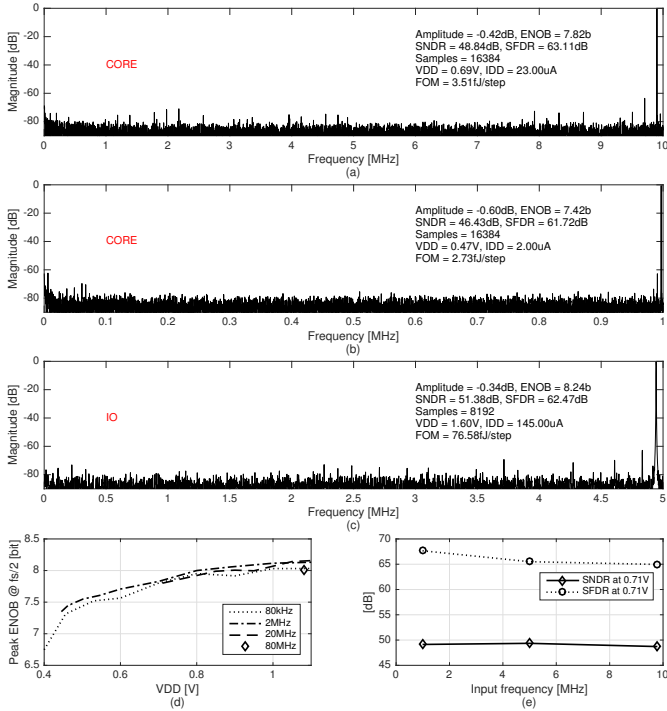 0
-20
-40
-60
-80
Magnitude [dB]
CORE
Amplitude = -0.42dB, ENOB = 7.82b
SNDR = 48.84dB, SFDR = 63.11dB
Samples = 16384
VDD = 0.69V, IDD = 23.00uA
FOM = 3.51fJ/step
0 1 2 3 4 5 6 7 8 9 10
Frequency [MHz]
(a)
0
-20
-40
-60
-80
Magnitude [dB]
CORE
Amplitude = -0.60dB, ENOB = 7.42b
SNDR = 46.43dB, SFDR = 61.72dB
Samples = 16384
VDD = 0.47V, IDD = 2.00uA
FOM = 2.73fJ/step
0 0.1 0.2 0.3 0.4 0.5 0.6 0.7 0.8 0.9 1
Frequency [MHz]
(b)
0
-20
-40
-60
-80
Magnitude [dB]
IO
Amplitude = -0.34dB, ENOB = 8.24b
SNDR = 51.38dB, SFDR = 62.47dB
Samples = 8192
VDD = 1.60V, IDD = 145.00uA
FOM = 76.58fJ/step
0 0.5 1 1.5 2 2.5 3 3.5 4 4.5 5
Frequency [MHz]
(c)
8.5
8
7.5
7
6.5
Peak ENOB @ fs/2 [bit]
80kHz
2MHz
20MHz
80MHz
0.4 0.6 0.8 1
VDD [V]
(d)
70
65
60
55
50
45
[dB]
SNDR at 0.71V
SFDR at 0.71V
0 2 4 6 8 10
Input frequency [MHz]
(e)